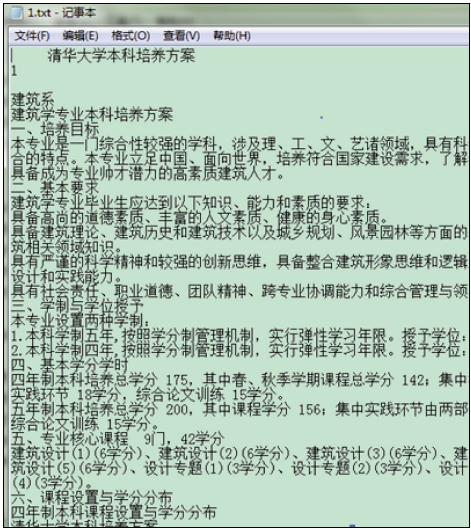 1.txt - 记事本
文件(F) 编辑(E) 格式(O) 查看(V) 帮助(H)
清华大学本科培养方案
1
建筑系
建筑学专业本科培养方案
一、培养目标
本专业是一门综合性较强的学科，涉及理、工、文、艺诸领域，具有科
合的特点。本专业立足中国、面向世界，培养符合国家建设需求，了解
具备成为专业帅才潜力的高素质建筑人才。
二、基本要求
建筑学专业毕业生应达到以下知识、能力和素质的要求：
具备高尚的道德素质、丰富的人文素质、健康的身心素质。
具备建筑理论、建筑历史和建筑技术以及城乡规划、风景园林等方面的
筑相关领域知识。
具有严谨的科学精神和较强的创新思维，具备整合建筑形象思维和逻辑
设计和实践能力。
具有社会责任、职业道德、团队精神、跨专业协调能力和综合管理与领
三、学制与学位授予
本专业设置两种学制：
1.本科学制五年,按照学分制管理机制，实行弹性学习年限。授予学位：
2.本科学制四年,按照学分制管理机制，实行弹性学习年限。授予学位：
四、基本学分学时
四年制本科培养总学分 175，其中春、秋季学期课程总学分 142；集中
实践环节 18学分，综合论文训练 15学分。
五年制本科培养总学分 200，其中课程学分 156；集中实践环节由两部
综合论文训练 15学分。
五、专业核心课程 9门，42学分
建筑设计(1)(6学分)、建筑设计(2)(6学分)、建筑设计(3)(6学分)、建
筑设计(5)(6学分)、设计专题(1)(3学分)、设计专题(2)(3学分)、设计
(4)(3学分)。
六、课程设置与学分分布
四年制本科课程设置与学分分布
清华大学本科培养方案